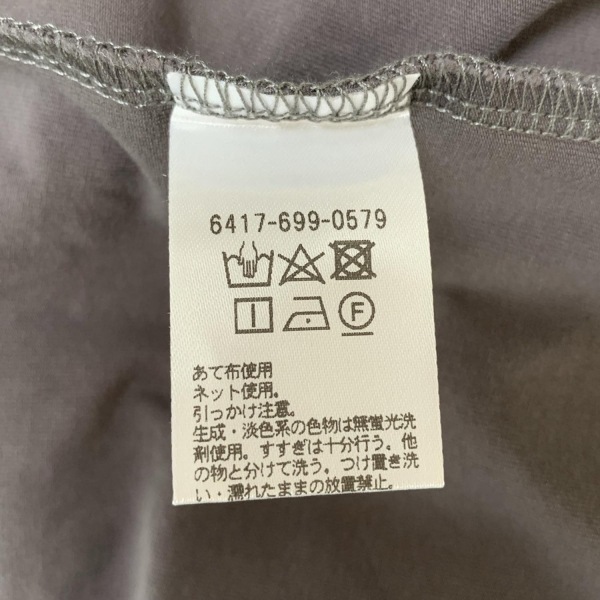 6417-699-0579
F
あて布使用
ネット使用。
引っかけ注意。
生成・淡色系の色物は無蛍光洗
剤使用。すすぎは十分行う。他
の物と分けて洗う。つけ置き洗
い・濡れたままの放置禁止。